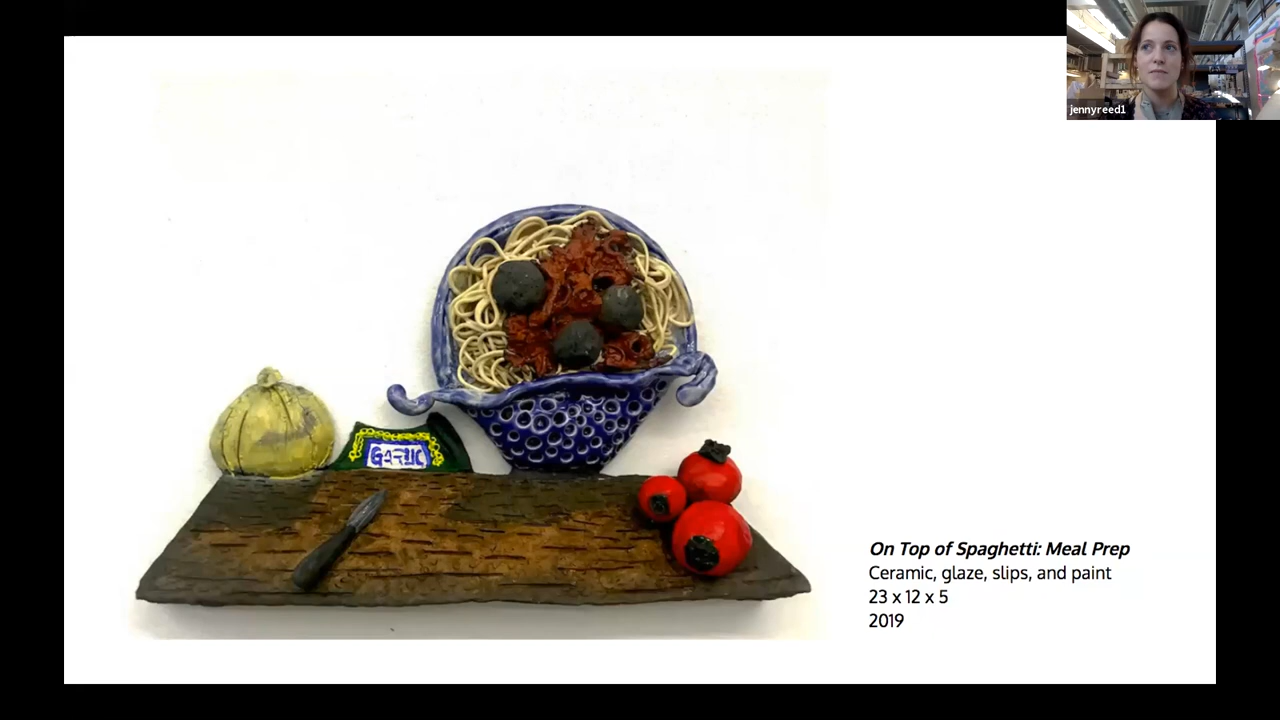 jennyreed1
GARLIC
On Top of Spaghetti: Meal Prep
Ceramic, glaze, slips, and paint
23 x 12 x 5
2019